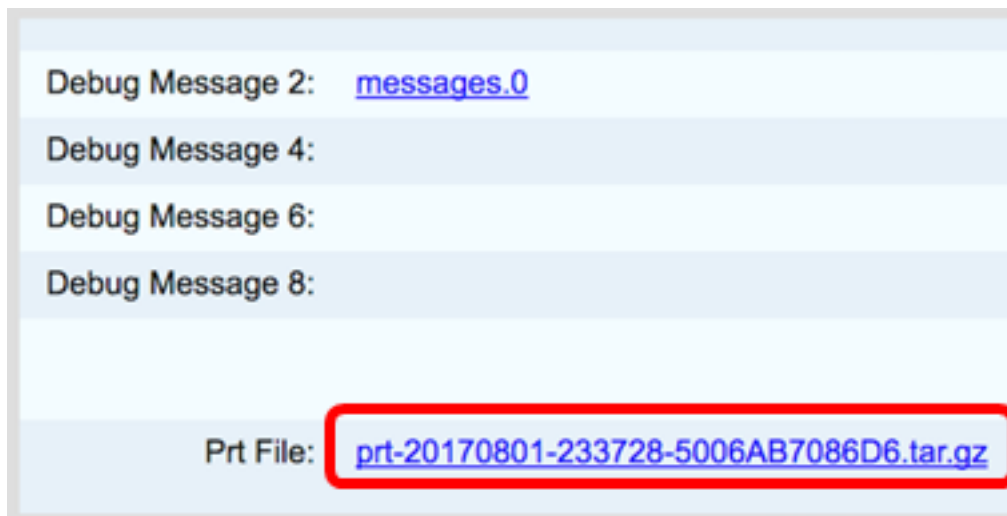 Debug Message 2: messages.0
Debug Message 4:
Debug Message 6:
Debug Message 8:
Prt File: prt-20170801-233728-5006AB7086D6.tar.gz